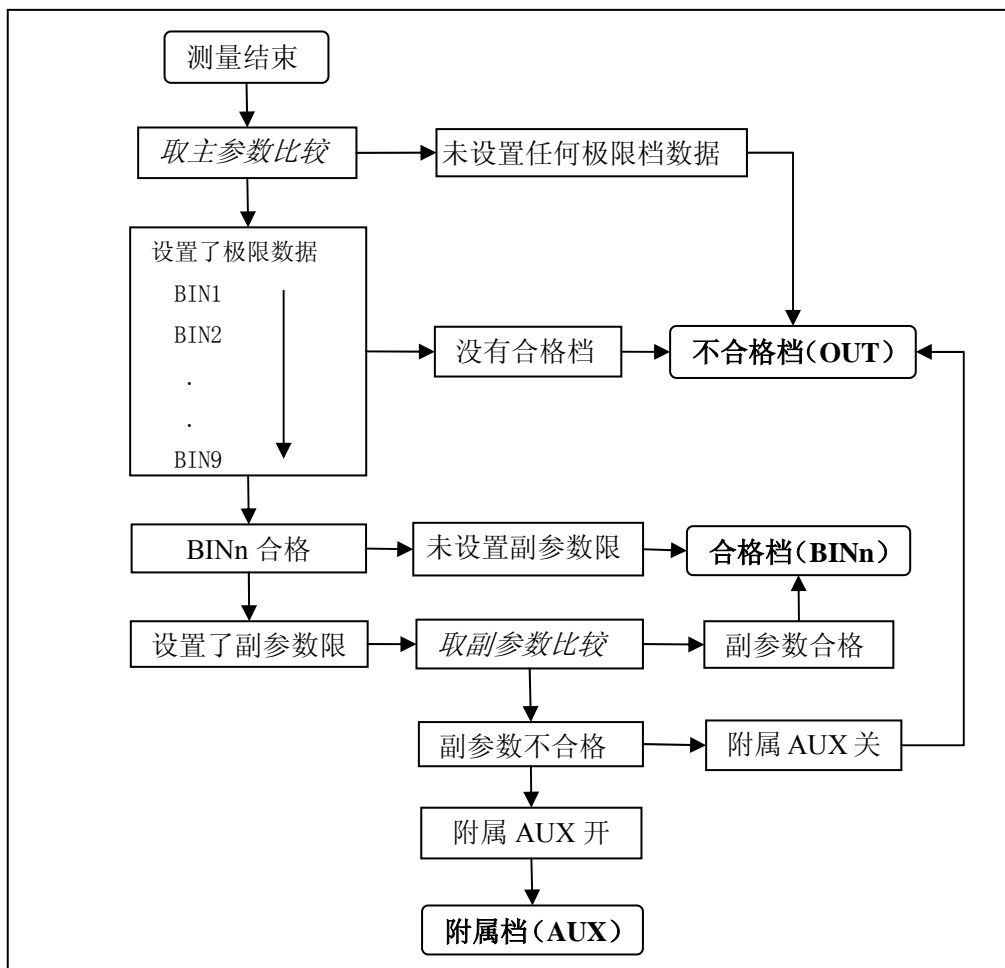 测量结束
取主参数比较
未设置任何极限档数据
设置了极限数据
BIN1
BIN2
.
.
BIN9
没有合格档
不合格档(OUT)
BINn 合格
未设置副参数限
合格档(BINn)
设置了副参数限
取副参数比较
副参数合格
副参数不合格
附属 AUX 关
附属 AUX 开
附属档(AUX)